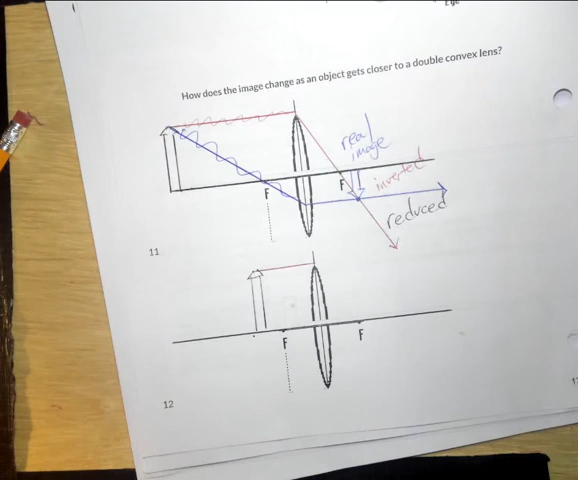 How does the image change as an object gets closer to a double convex lens?
real
image
inverted
F
F
reduced
11
F
F
12